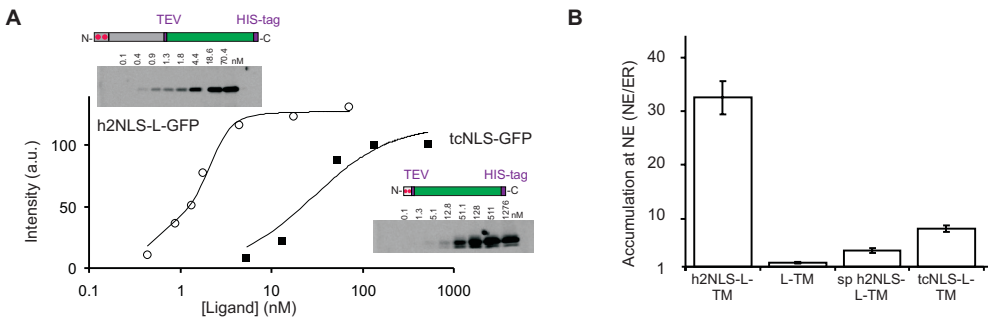 A
TEV
HIS-tag
N-
-C
0.1 0.4 0.9 1.3 1.8 4.4 18.6 70.4 nM
h2NLS-L-GFP
tcNLS-GFP
TEV
HIS-tag
N-
-C
0.1 1.3 5.1 12.8 51.1 128 511 1276 nM
Intensity (a.u.)
100
50
0
0.1 1 10 100 1000
[Ligand] (nM)
B
Accumulation at NE (NE/ER)
40
30
20
10
1
h2NLS-L-TM
L-TM
sp h2NLS-L-TM
tcNLS-L-TM